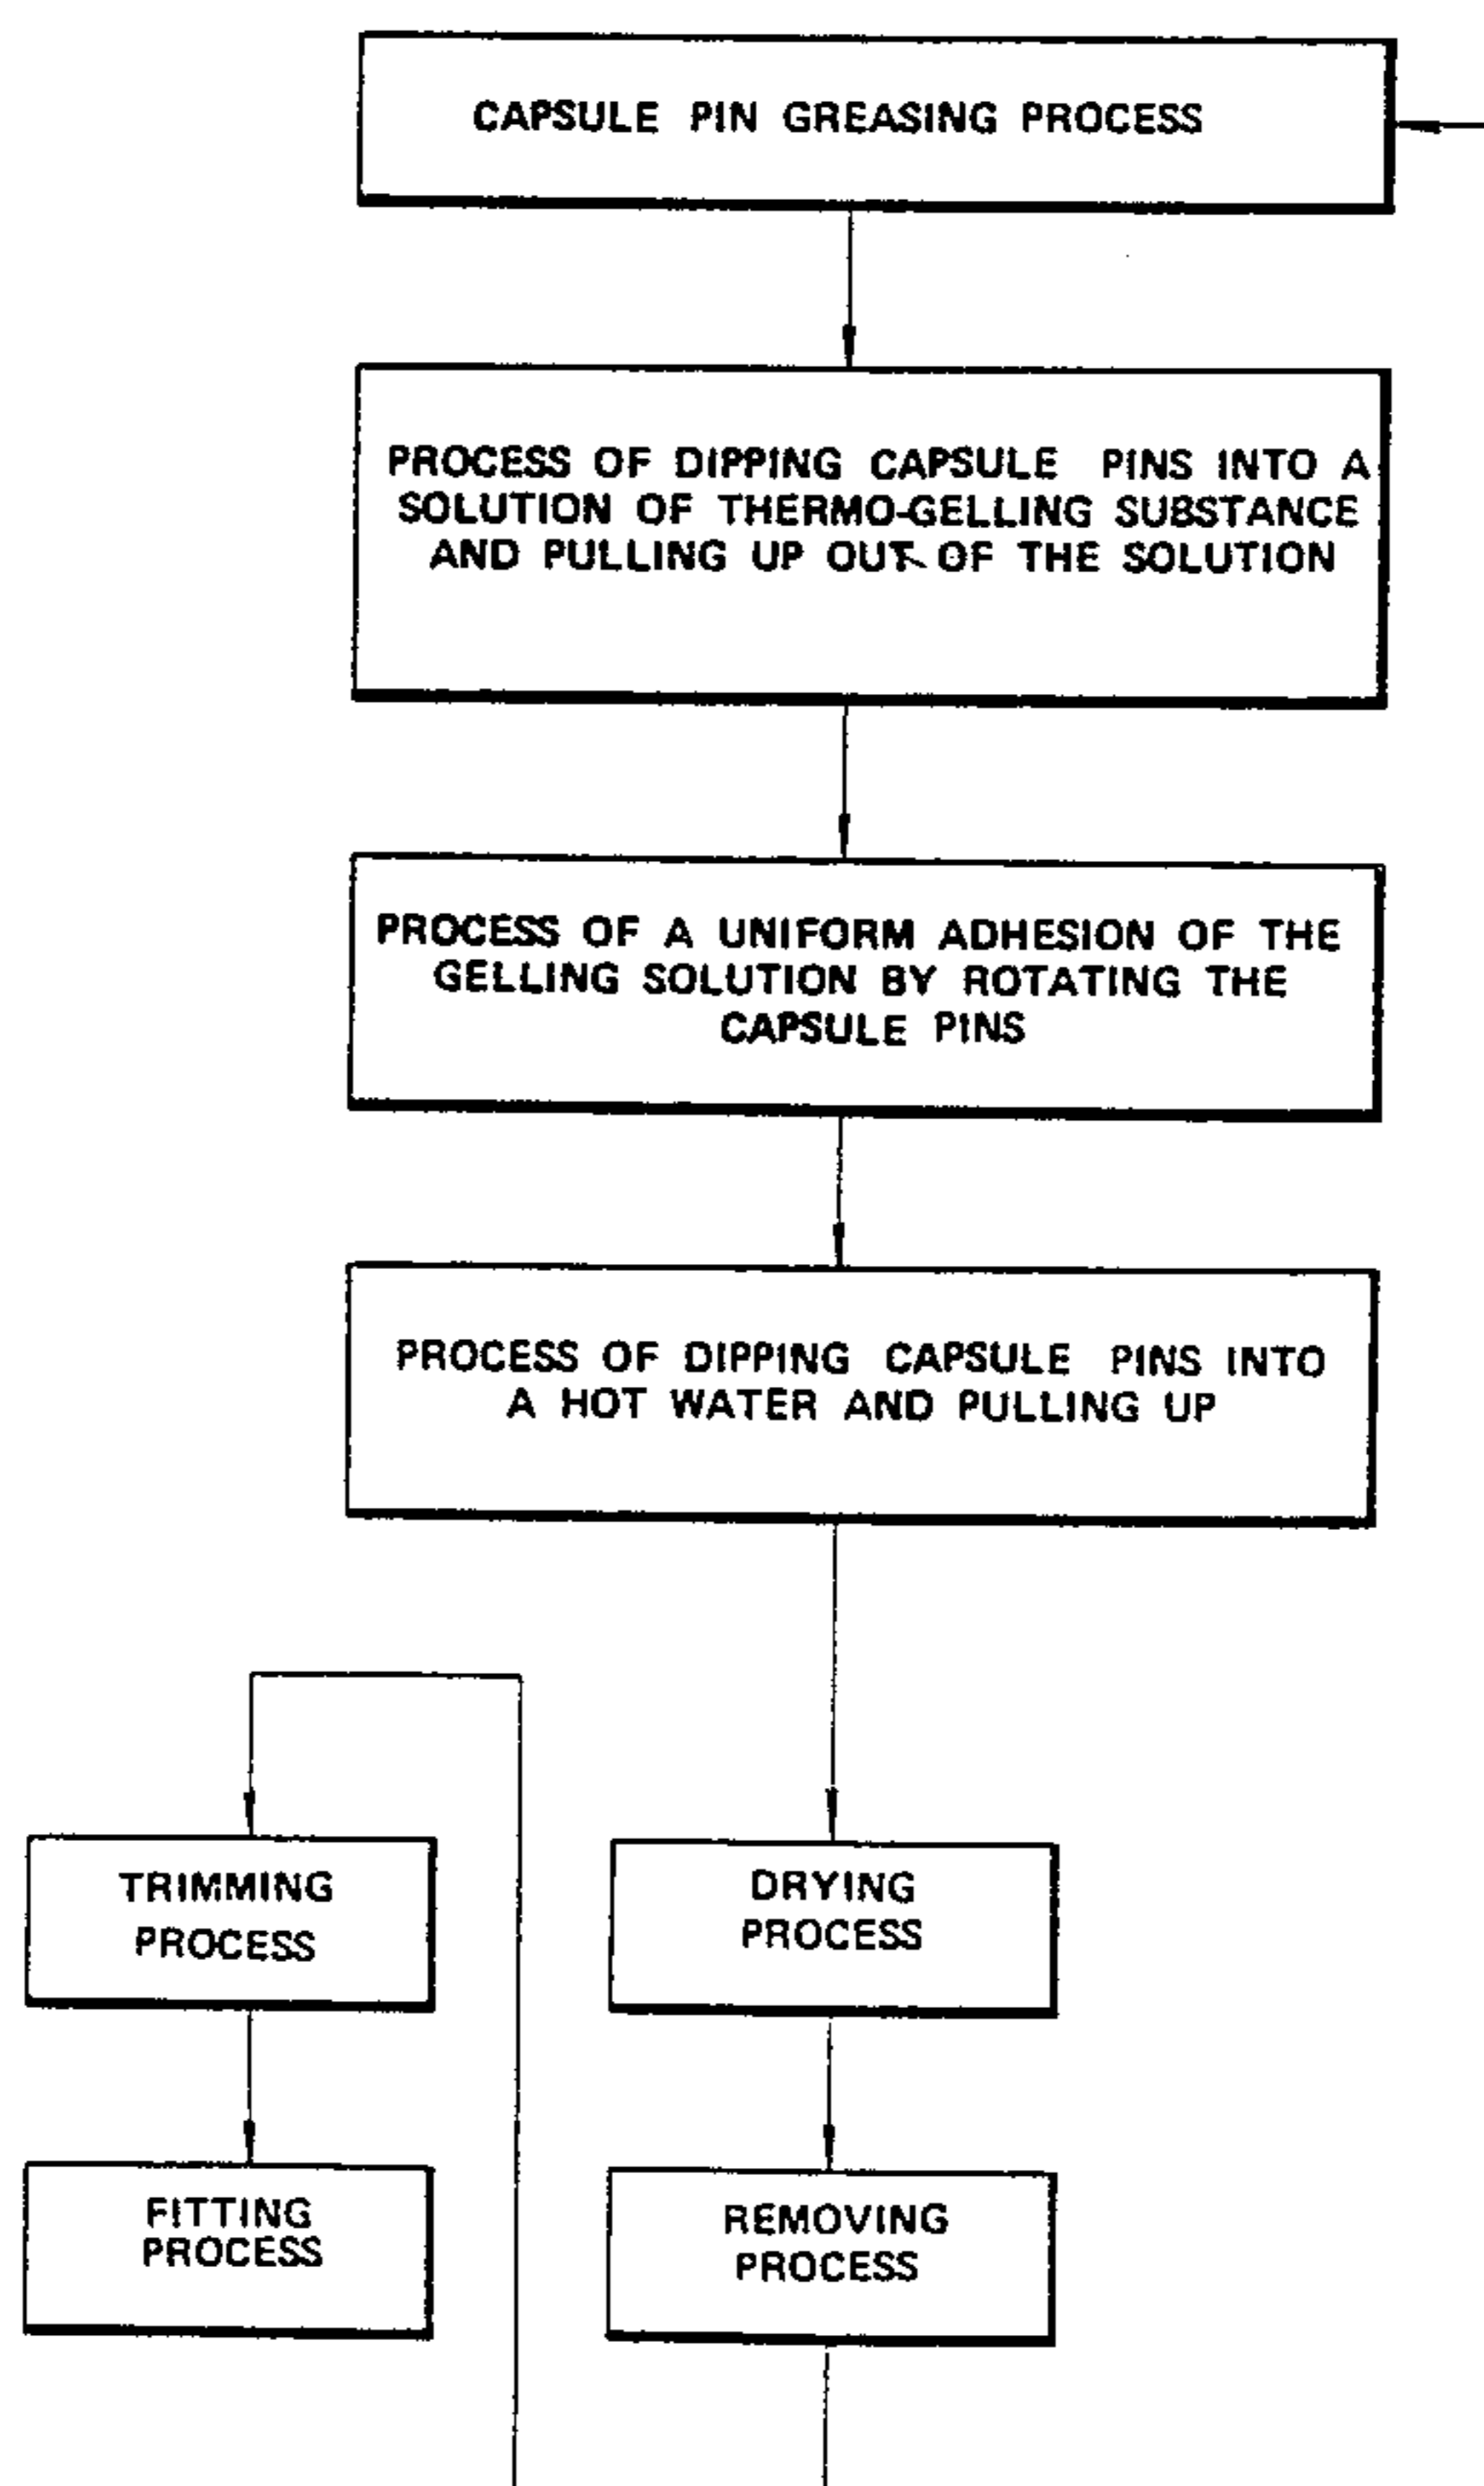 CAPSULE PIN GREASING PROCESS
PROCESS OF DIPPING CAPSULE PINS INTO A
SOLUTION OF THERMO-GELLING SUBSTANCE
AND PULLING UP OUT OF THE SOLUTION
PROCESS OF A UNIFORM ADHESION OF THE
GELLING SOLUTION BY ROTATING THE
CAPSULE PINS
PROCESS OF DIPPING CAPSULE PINS INTO
A HOT WATER AND PULLING UP
TRIMMING
PROCESS
DRYING
PROCESS
FITTING
PROCESS
REMOVING
PROCESS